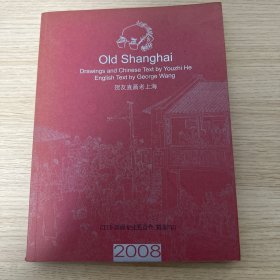 Old Shanghai
Drawings and Chinese Text by Youzhi He
English Text by George Wang
贺友直画老上海
2008